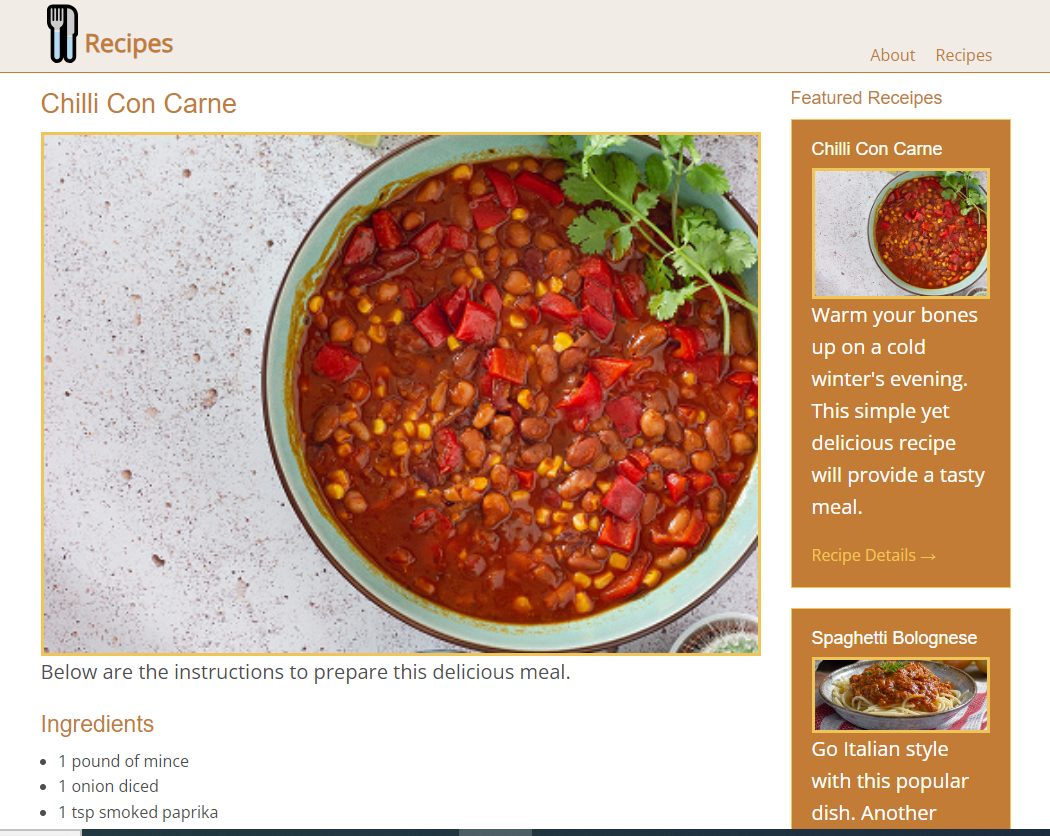 Recipes
About Recipes
Chilli Con Carne
Below are the instructions to prepare this delicious meal.
Ingredients
1 pound of mince
1 onion diced
1 tsp smoked paprika
Featured Receipes
Chilli Con Carne
Warm your bones
up on a cold
winter's evening.
This simple yet
delicious recipe
will provide a tasty
meal.
Recipe Details →
Spaghetti Bolognese
Go Italian style
with this popular
dish. Another